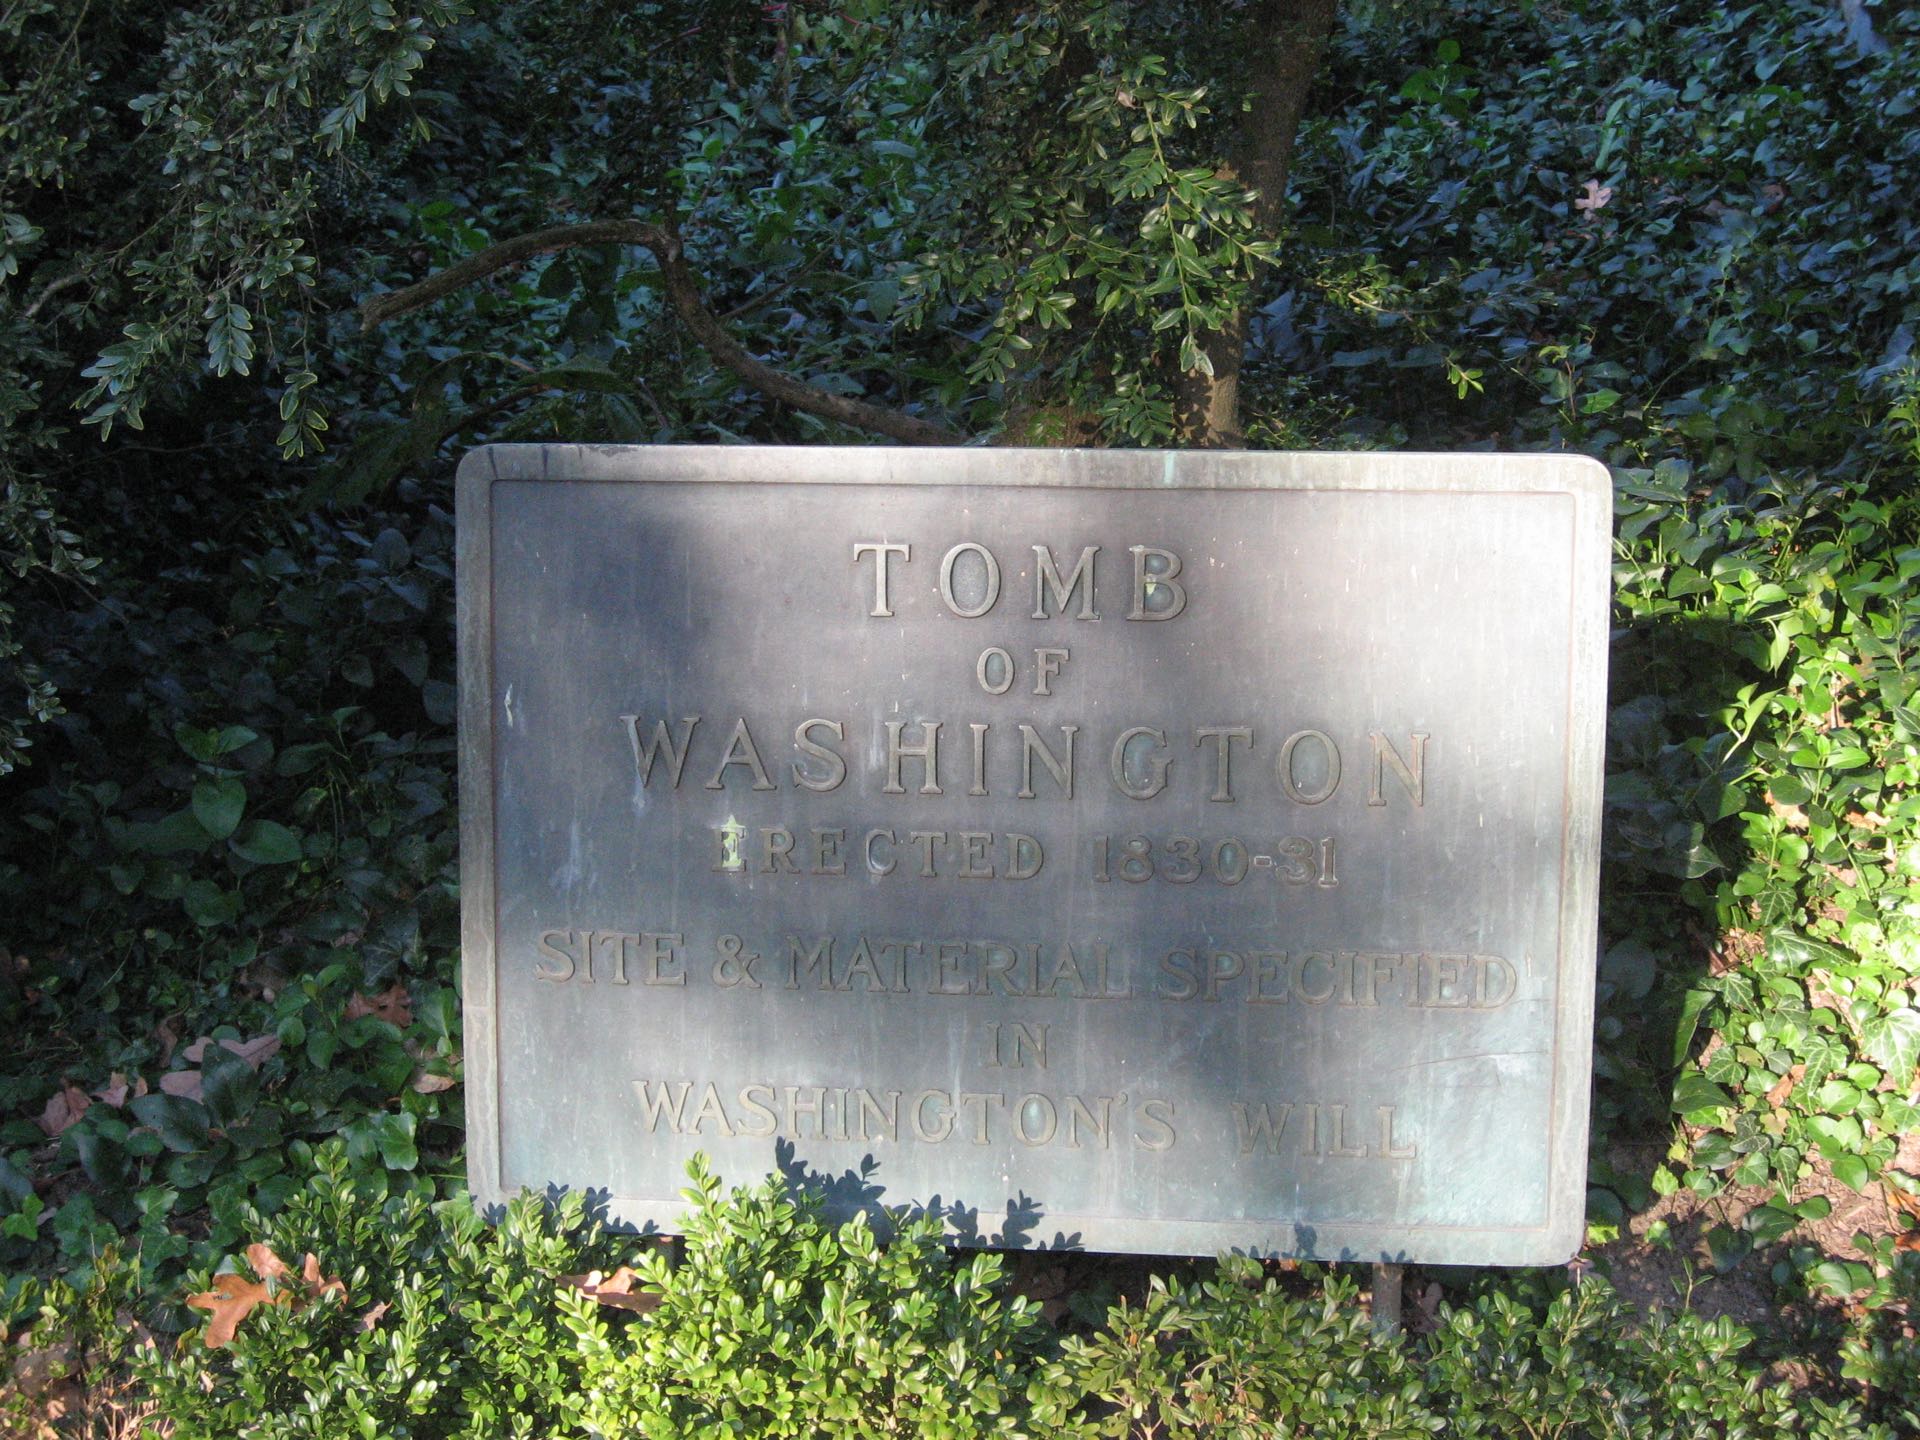 TOMB
OF
WASHINGTON
ERECTED 1830-31
SITE & MATERIAL SPECIFIED
IN
WASHINGTON'S WILL